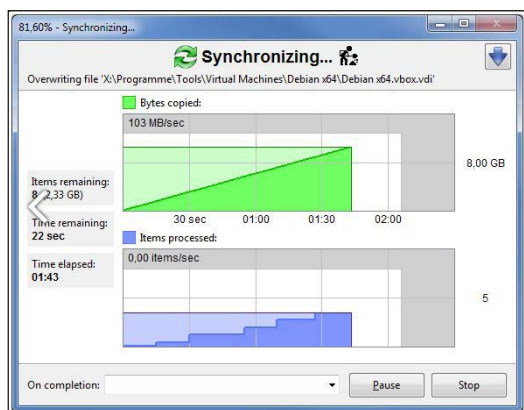 81,60% - Synchronizing...
Synchronizing...
Overwriting file 'X:\Programme\Tools\Virtual Machines\Debian x64\Debian x64.vbox.vdi'
Bytes copied:
103 MB/sec
8,00 GB
30 sec 01:00 01:30 02:00
Items remaining:
8 (2,33 GB)
Time remaining:
22 sec
Time elapsed:
01:43
Items processed:
0,00 items/sec
5
On completion:
Pause
Stop